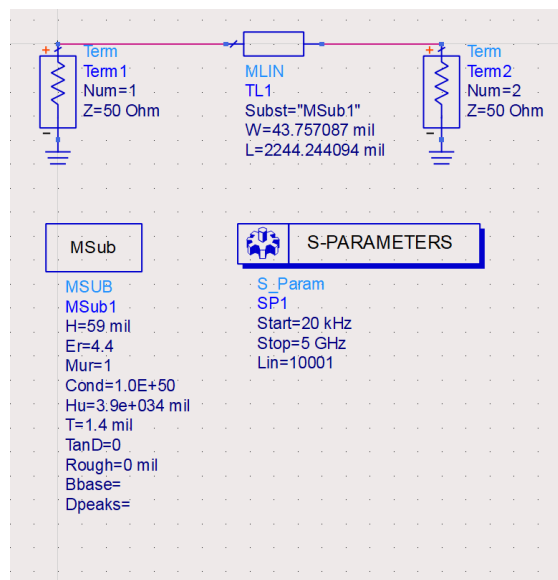 +
Term
Term1
Num=1
Z=50 Ohm
-
MLIN
TL1
Subst="MSub1"
W=43.757087 mil
L=2244.244094 mil
+
Term
Term2
Num=2
Z=50 Ohm
-
MSub
MSUB
MSub1
H=59 mil
Er=4.4
Mur=1
Cond=1.0E+50
Hu=3.9e+034 mil
T=1.4 mil
TanD=0
Rough=0 mil
Bbase=
Dpeaks=
S-PARAMETERS
S_Param
SP1
Start=20 kHz
Stop=5 GHz
Lin=10001